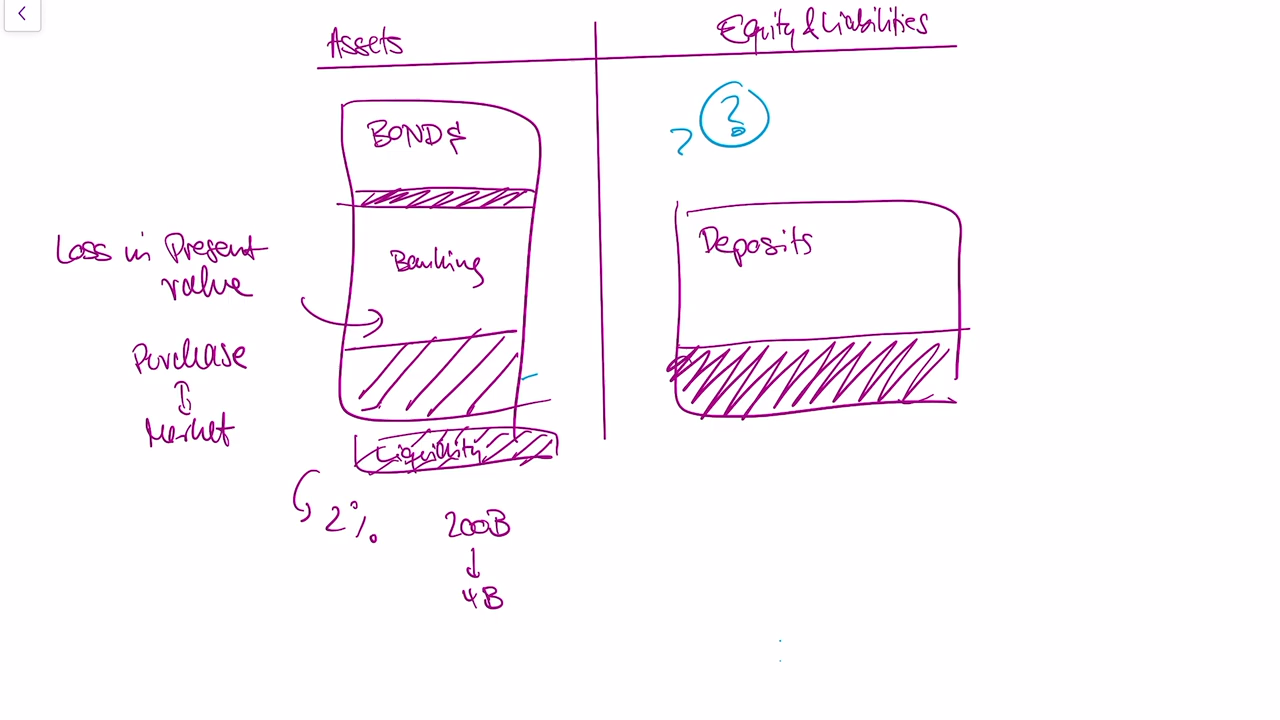 Assets
Equity & Liabilities
BONDS
?
?
Banking
Deposits
Loss in Present
value
Purchase
Market
Liquidity
2%
200B
4B